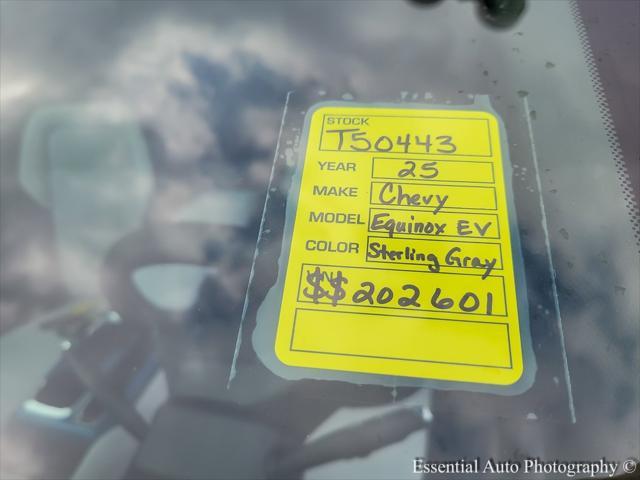 STOCK
T50443
YEAR 25
MAKE Chevy
MODEL Equinox EV
COLOR Sterling Gray
$$202601
Essential Auto Photography ©